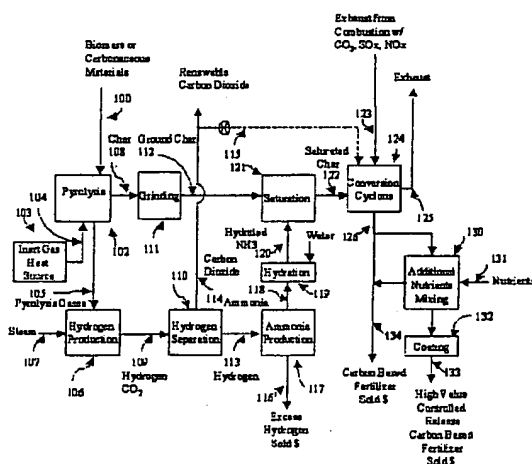 Biomass or
Carbonaceous
Materials
100
Renewable
Carbon Dioxide
Exhaust from
Combustion w/
CO2, SOx, NOx
Exhaust
123
124
Char
108
Ground Char
112
115
121
Saturated
Char
122
104
103
Pyrolysis
Grinding
Saturation
Conversion
Cyclone
102
111
125
126
Inert Gas
Heat
Source
105
Pyrolysis Gases
110
Carbon
Dioxide
114
Hydrated
NH3
120
Water
Hydration
118
119
Ammonia
130
Additional
Nutrients
Mixing
131
Nutrients
Steam
107
Hydrogen
Production
106
109
Hydrogen
CO2
Hydrogen
Separation
113
Hydrogen
Ammonia
Production
117
116
Excess
Hydrogen
Sold $
134
Carbon Based
Fertilizer
Sold $
132
Coating
133
High Value
Controlled
Release
Carbon Based
Fertilizer
Sold $